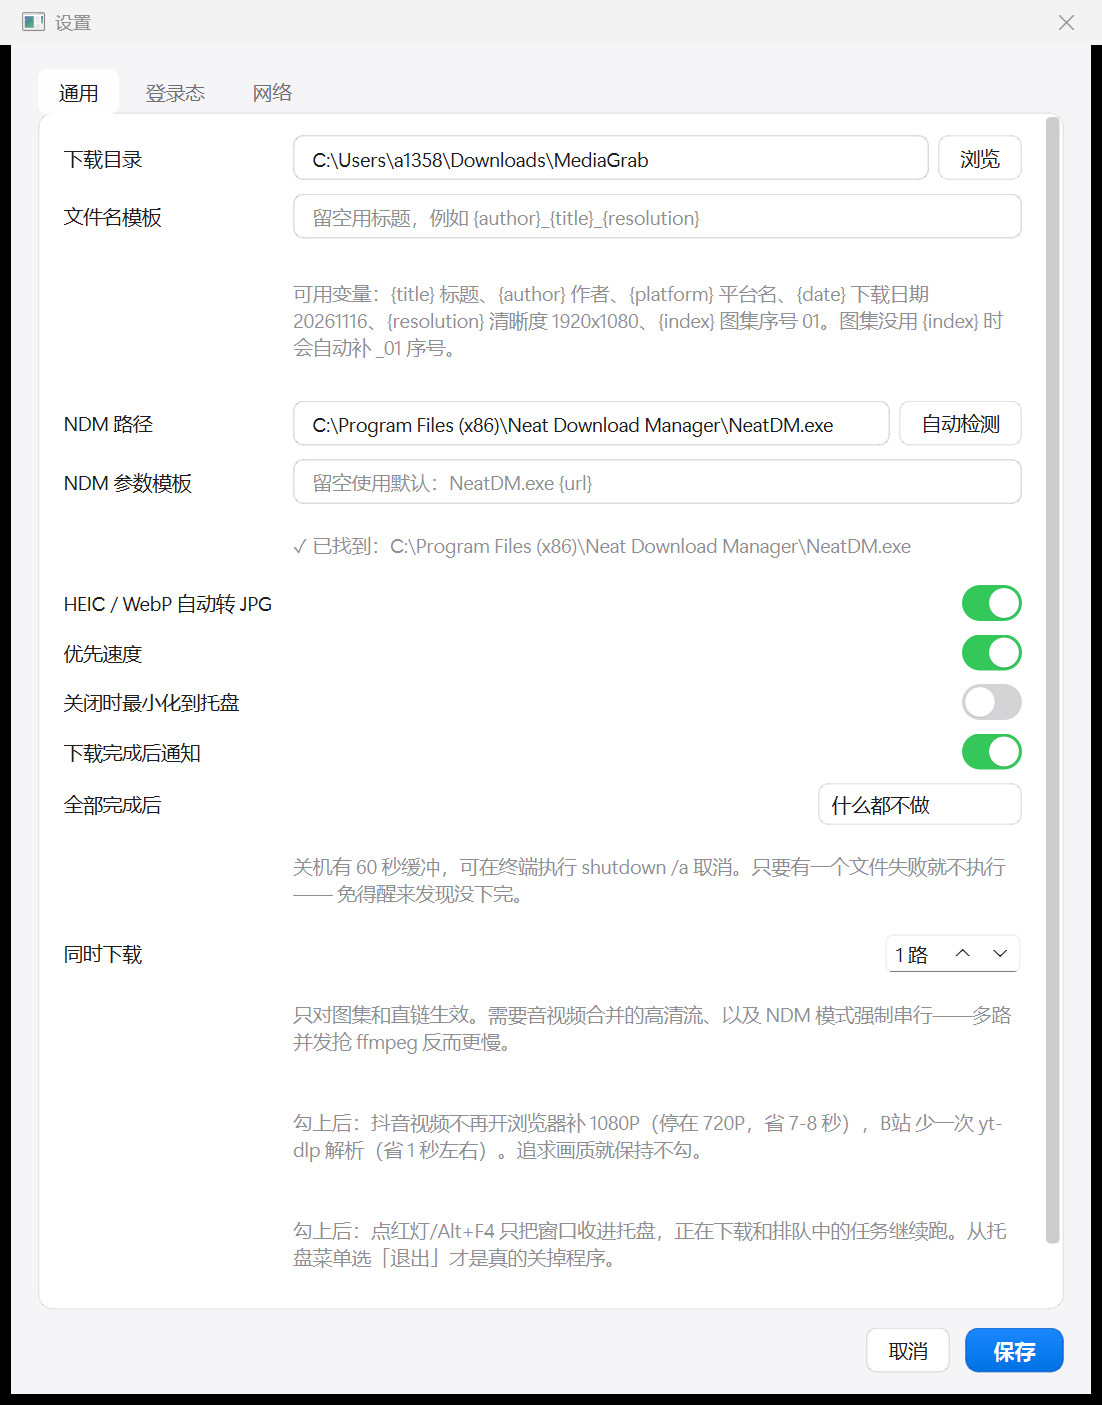 设置
通用 登录态 网络
下载目录 C:\Users\a1358\Downloads\MediaGrab 浏览
文件名模板 留空用标题，例如 {author}_{title}_{resolution}
可用变量：{title} 标题、{author} 作者、{platform} 平台名、{date} 下载日期
20261116、{resolution} 清晰度 1920x1080、{index} 图集序号 01。图集没用 {index} 时
会自动补 _01 序号。
NDM 路径 C:\Program Files (x86)\Neat Download Manager\NeatDM.exe 自动检测
NDM 参数模板 留空使用默认：NeatDM.exe {url}
✓ 已找到：C:\Program Files (x86)\Neat Download Manager\NeatDM.exe
HEIC / WebP 自动转 JPG
优先速度
关闭时最小化到托盘
下载完成后通知
全部完成后 什么都不做
关机有 60 秒缓冲，可在终端执行 shutdown /a 取消。只要有一个文件失败就不执行
—— 免得醒来发现没下完。
同时下载 1 路
只对图集和直链生效。需要音视频合并的高清流、以及 NDM 模式强制串行——多路
并发抢 ffmpeg 反而更慢。
勾上后：抖音视频不再开浏览器补 1080P（停在 720P，省 7-8 秒），B站 少一次 yt-
dlp 解析（省 1 秒左右）。追求画质就保持不勾。
勾上后：点红灯/Alt+F4 只把窗口收进托盘，正在下载和排队中的任务继续跑。从托
盘菜单选「退出」才是真的关掉程序。
取消 保存